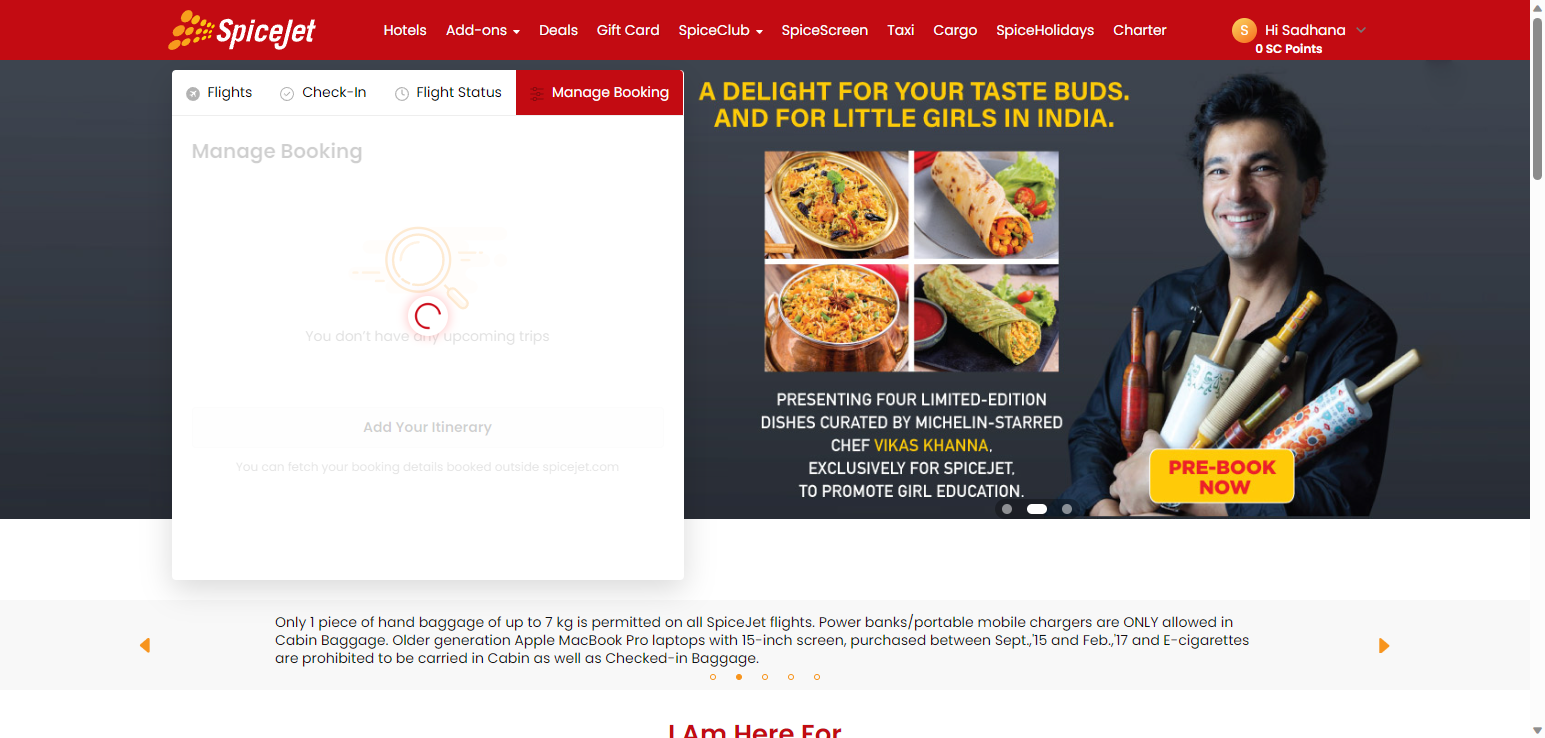 SpiceJet
Hotels
Add-ons
Deals
Gift Card
SpiceClub
SpiceScreen
Taxi
Cargo
SpiceHolidays
Charter
S
Hi Sadhana
0 SC Points
Flights
Check-In
Flight Status
Manage Booking
Manage Booking
You don't have any upcoming trips
Add Your Itinerary
You can fetch your booking details booked outside spicejet.com
A DELIGHT FOR YOUR TASTE BUDS.
AND FOR LITTLE GIRLS IN INDIA.
PRESENTING FOUR LIMITED-EDITION
DISHES CURATED BY MICHELIN-STARRED
CHEF VIKAS KHANNA,
EXCLUSIVELY FOR SPICEJET,
TO PROMOTE GIRL EDUCATION.
PRE-BOOK
NOW
Only 1 piece of hand baggage of up to 7 kg is permitted on all SpiceJet flights. Power banks/portable mobile chargers are ONLY allowed in
Cabin Baggage. Older generation Apple MacBook Pro laptops with 15-inch screen, purchased between Sept.,'15 and Feb.,'17 and E-cigarettes
are prohibited to be carried in Cabin as well as Checked-in Baggage.
I Am Here For